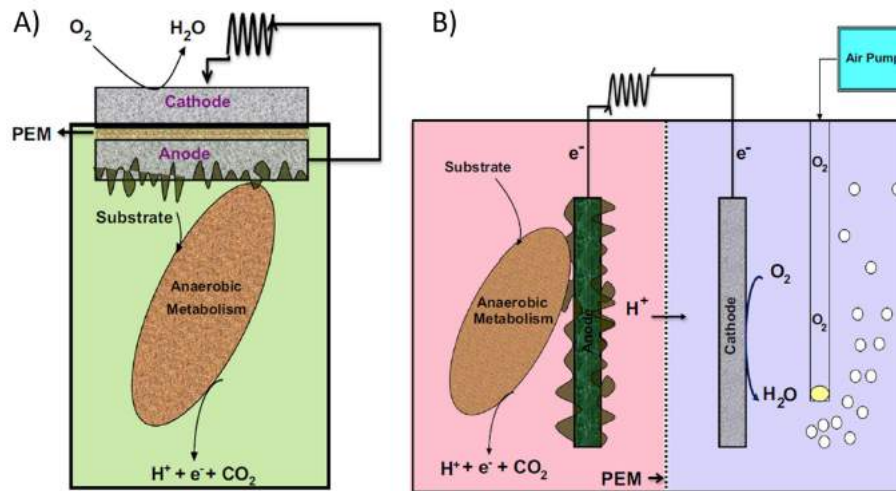 A)
O2
H2O
Cathode
PEM
Anode
Substrate
Anaerobic
Metabolism
H+ + e- + CO2
B)
Air Pump
e-
e-
O2
Substrate
Anaerobic
Metabolism
Anode
H+
Cathode
O2
O2
H2O
H+ + e- + CO2
PEM